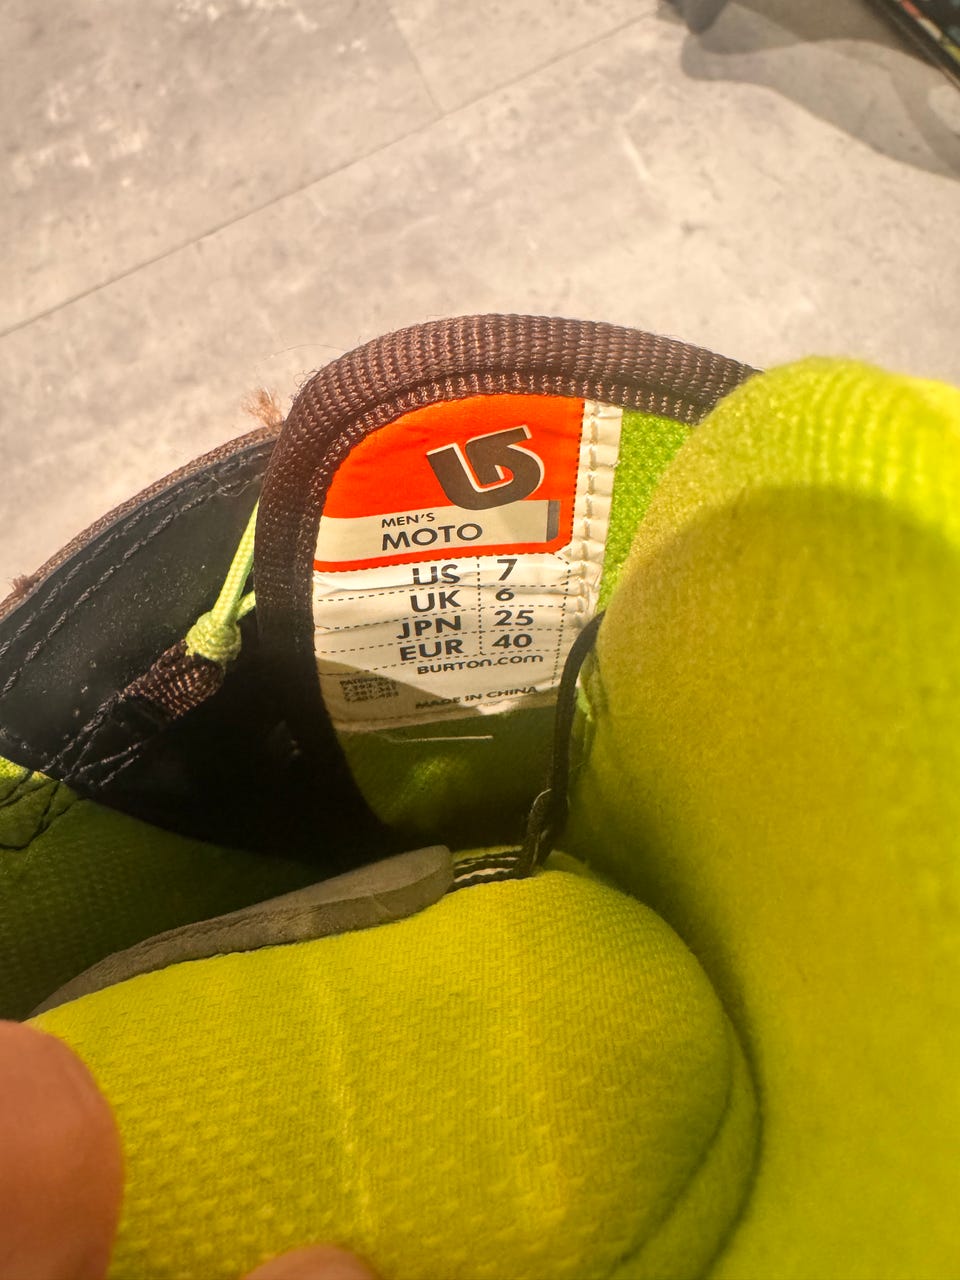 MEN'S
MOTO
US 7
UK 6
JPN 25
EUR 40
BURTON.COM
MADE IN CHINA